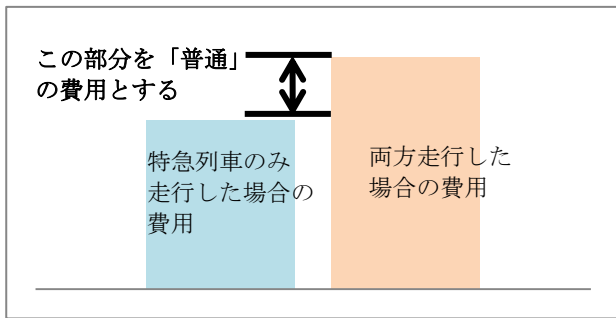 この部分を「普通」
の費用とする
特急列車のみ
走行した場合の
費用
両方走行した
場合の費用